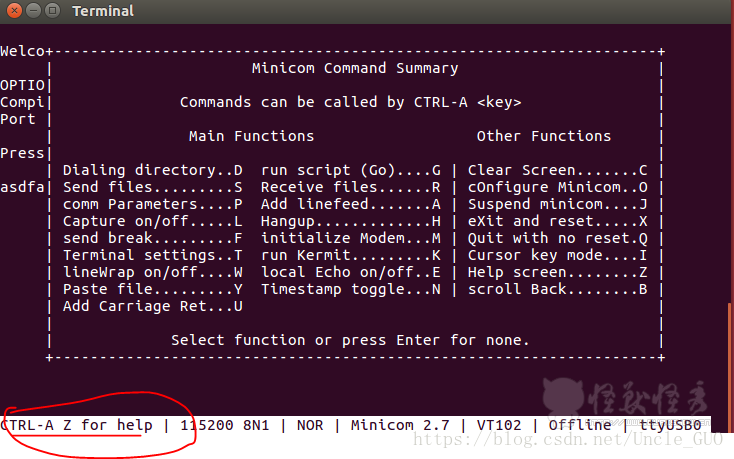 Terminal
Welco+-------------------------------------------------------------------+
| Minicom Command Summary |
OPTIO| |
Compi| Commands can be called by CTRL-A <key> |
Port | |
| Main Functions Other Functions |
Press| |
| Dialing directory..D run script (Go)....G | Clear Screen.......C |
asdfa| Send files.........S Receive files......R | cOnfigure Minicom..O |
| comm Parameters....P Add linefeed.......A | Suspend minicom....J |
| Capture on/off.....L Hangup.............H | eXit and reset.....X |
| send break.........F initialize Modem...M | Quit with no reset.Q |
| Terminal settings..T run Kermit.........K | Cursor key mode....I |
| lineWrap on/off....W local Echo on/off..E | Help screen........Z |
| Paste file.........Y Timestamp toggle...N | scroll Back........B |
| Add Carriage Ret...U |
| Select function or press Enter for none. |
+-------------------------------------------------------------------+
怪獸怪家
CTRL-A Z for help | 115200 8N1 | NOR | Minicom 2.7 | VT102 | Offline | ttyUSB0
https://blog.csdn.net/Uncle_GUO